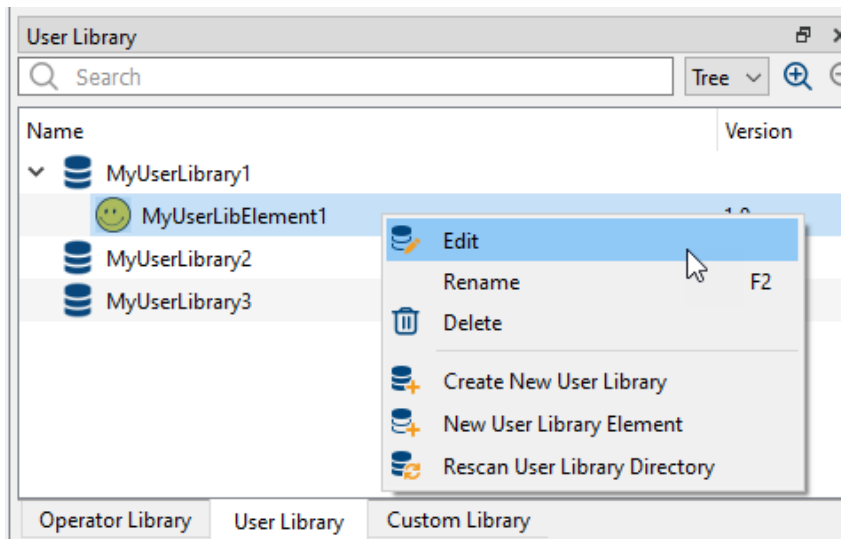 User Library
Search
Tree
Name Version
MyUserLibrary1
MyUserLibElement1
MyUserLibrary2
MyUserLibrary3
Edit
Rename F2
Delete
Create New User Library
New User Library Element
Rescan User Library Directory
Operator Library User Library Custom Library